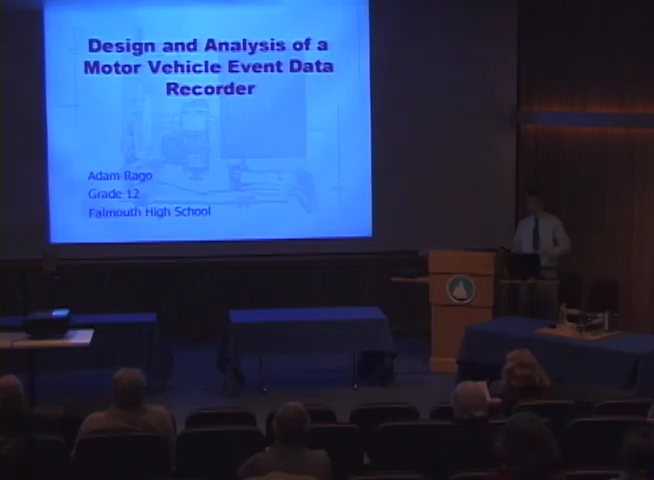 Design and Analysis of a
Motor Vehicle Event Data
Recorder
Adam Rago
Grade 12
Falmouth High School